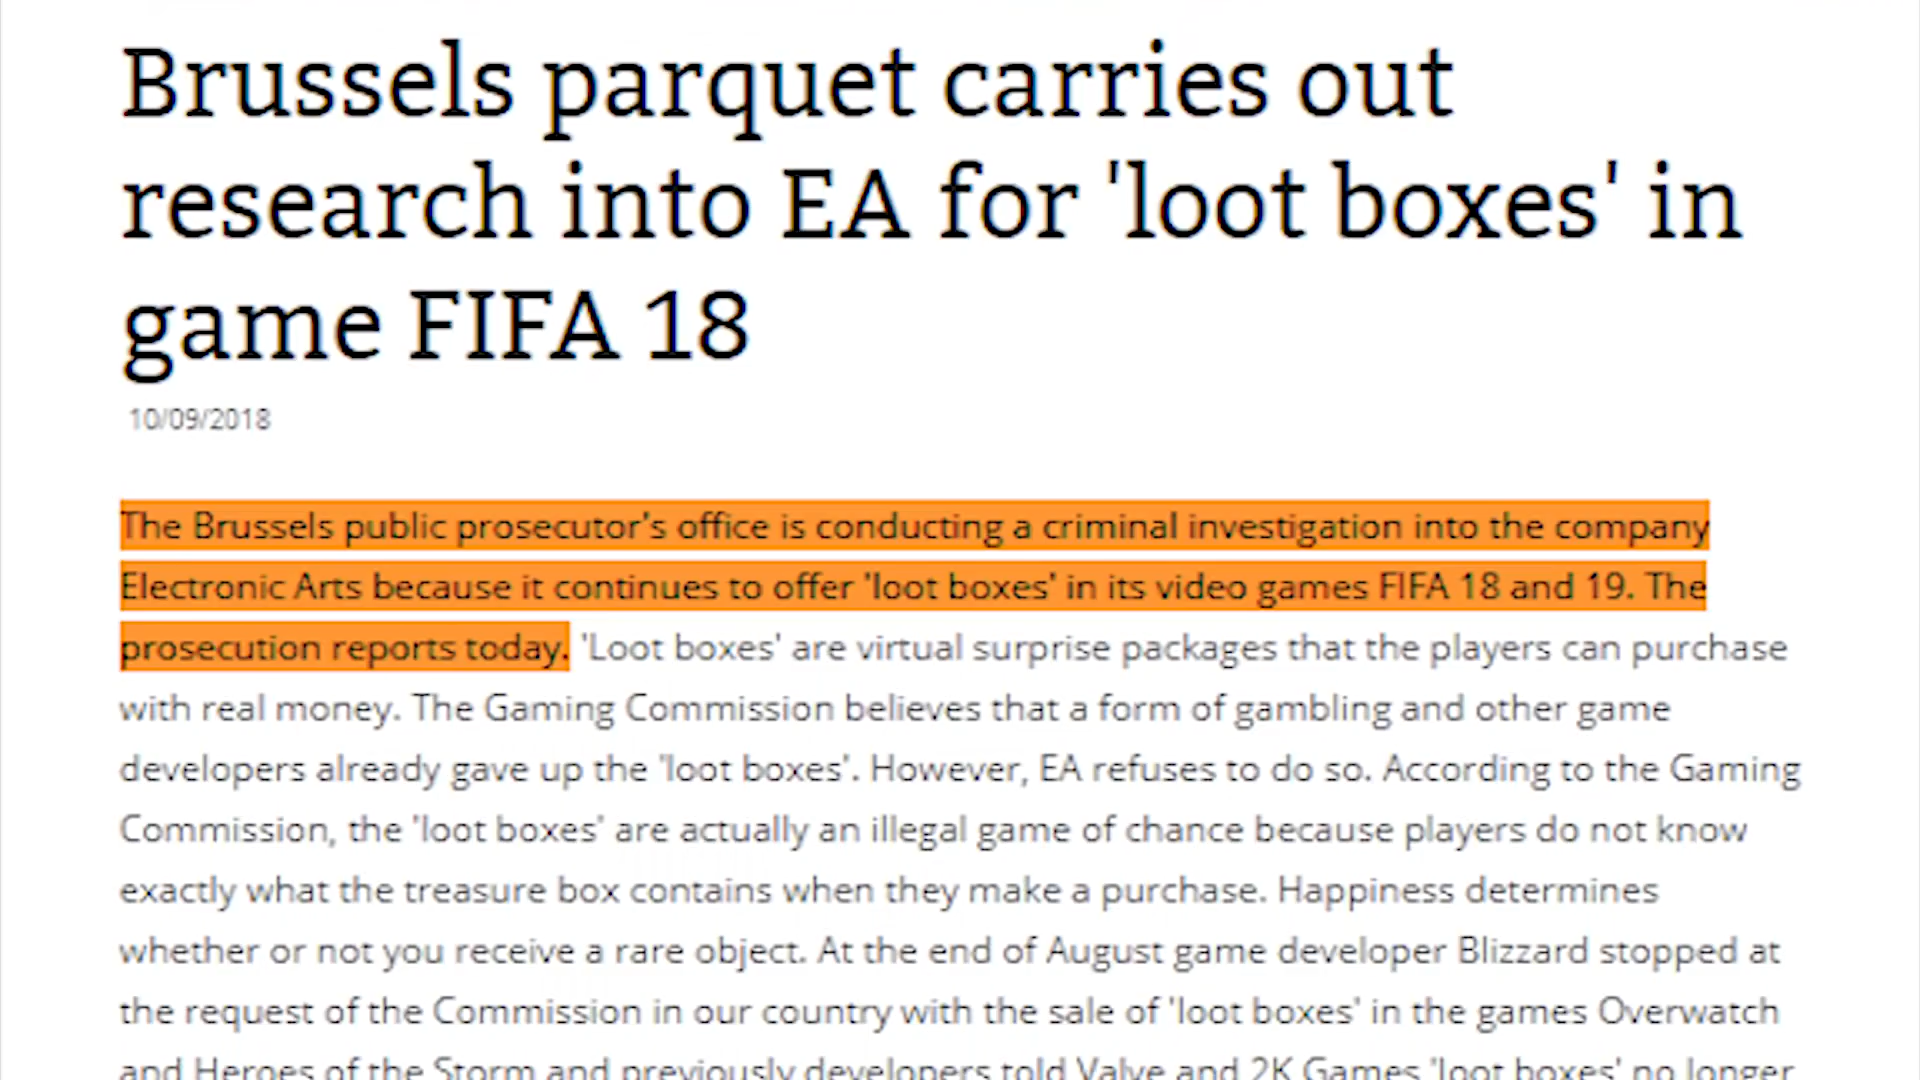 Brussels parquet carries out
research into EA for 'loot boxes' in
game FIFA 18
10/09/2018
The Brussels public prosecutor's office is conducting a criminal investigation into the company
Electronic Arts because it continues to offer 'loot boxes' in its video games FIFA 18 and 19. The
prosecution reports today. 'Loot boxes' are virtual surprise packages that the players can purchase
with real money. The Gaming Commission believes that a form of gambling and other game
developers already gave up the 'loot boxes'. However, EA refuses to do so. According to the Gaming
Commission, the 'loot boxes' are actually an illegal game of chance because players do not know
exactly what the treasure box contains when they make a purchase. Happiness determines
whether or not you receive a rare object. At the end of August game developer Blizzard stopped at
the request of the Commission in our country with the sale of 'loot boxes' in the games Overwatch
and Heroes of the Storm and previously developers told Valve and 2K Games 'loot boxes' no longer